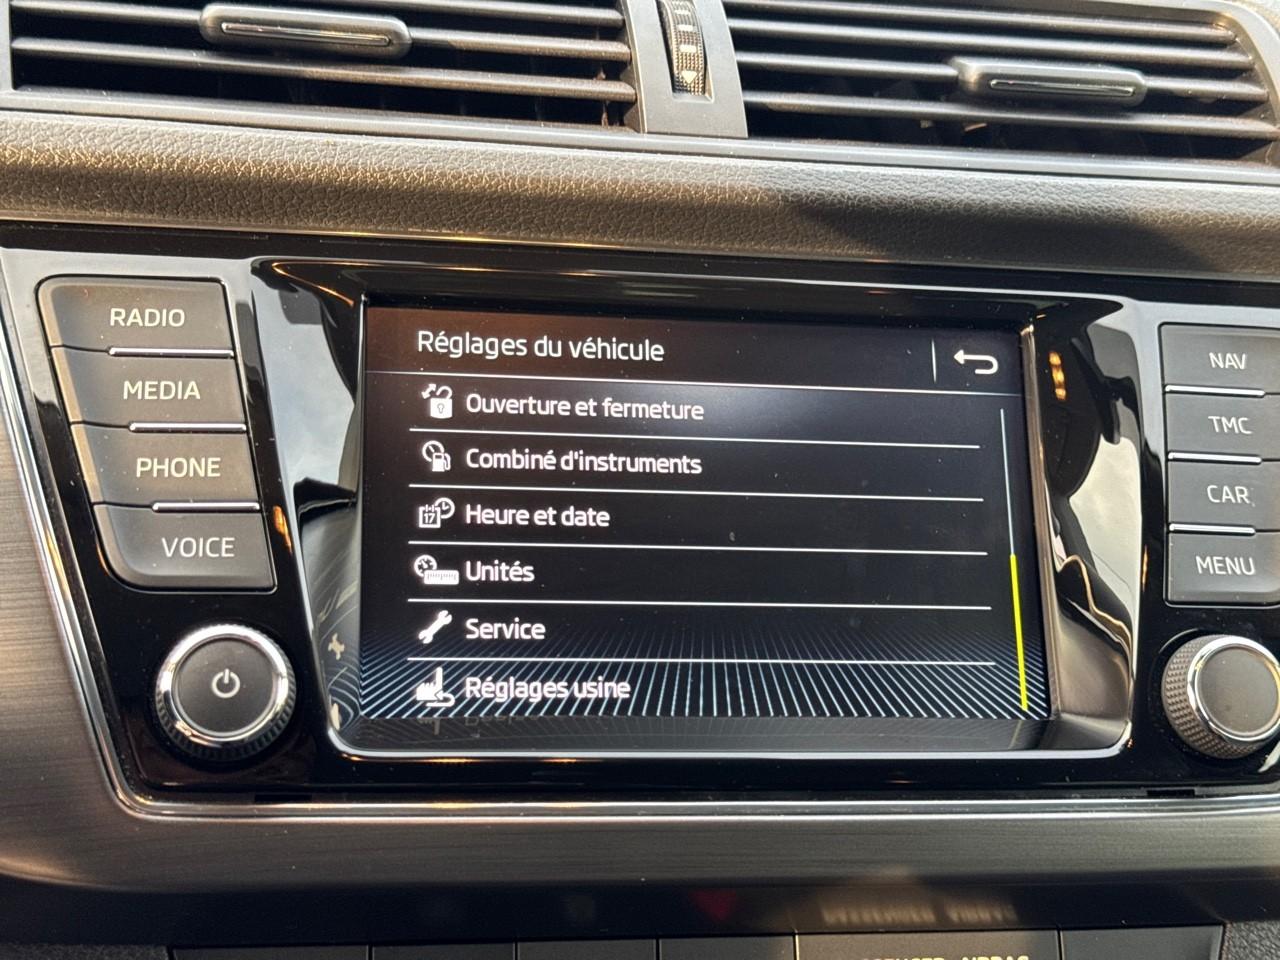 RADIO
MEDIA
PHONE
VOICE
Réglages du véhicule
Ouverture et fermeture
Combiné d'instruments
17
Heure et date
Unités
Service
Réglages usine
NAV
TMC
CAR
MENU